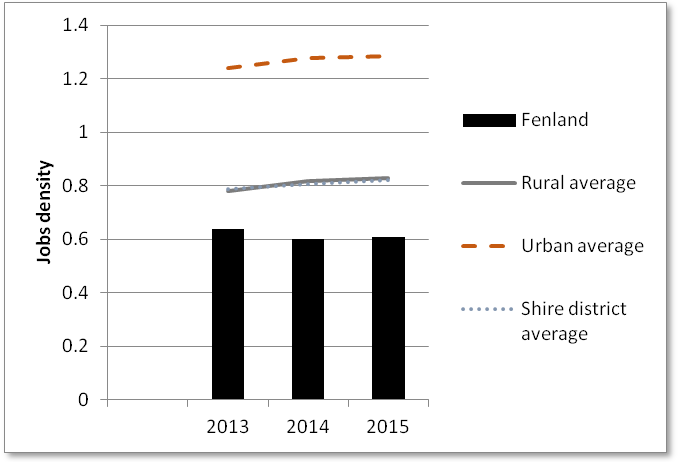 1.4
1.2
1
0.8
0.6
0.4
0.2
0
Jobs density
2013 2014 2015
Fenland
Rural average
Urban average
Shire district
average